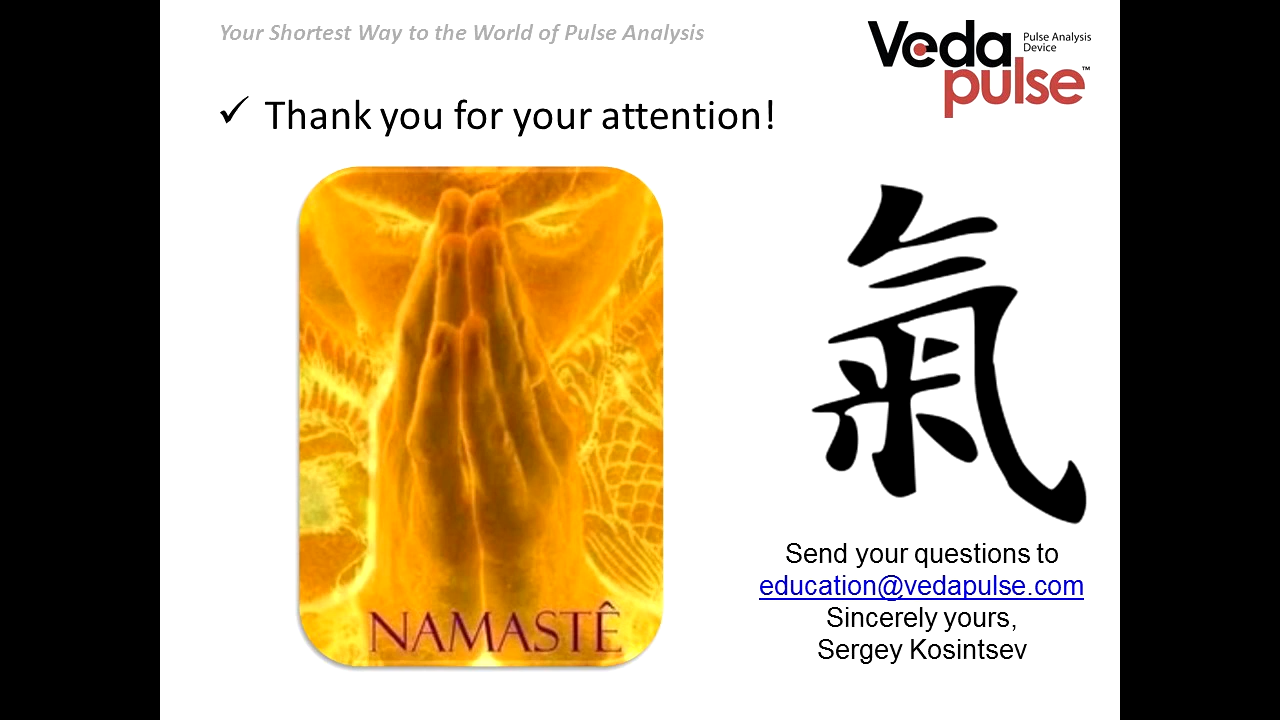 Your Shortest Way to the World of Pulse Analysis
Veda
Pulse Analysis
Device
pulse™
✓ Thank you for your attention!
氣
NAMASTÊ
Send your questions to
education@vedapulse.com
Sincerely yours,
Sergey Kosintsev